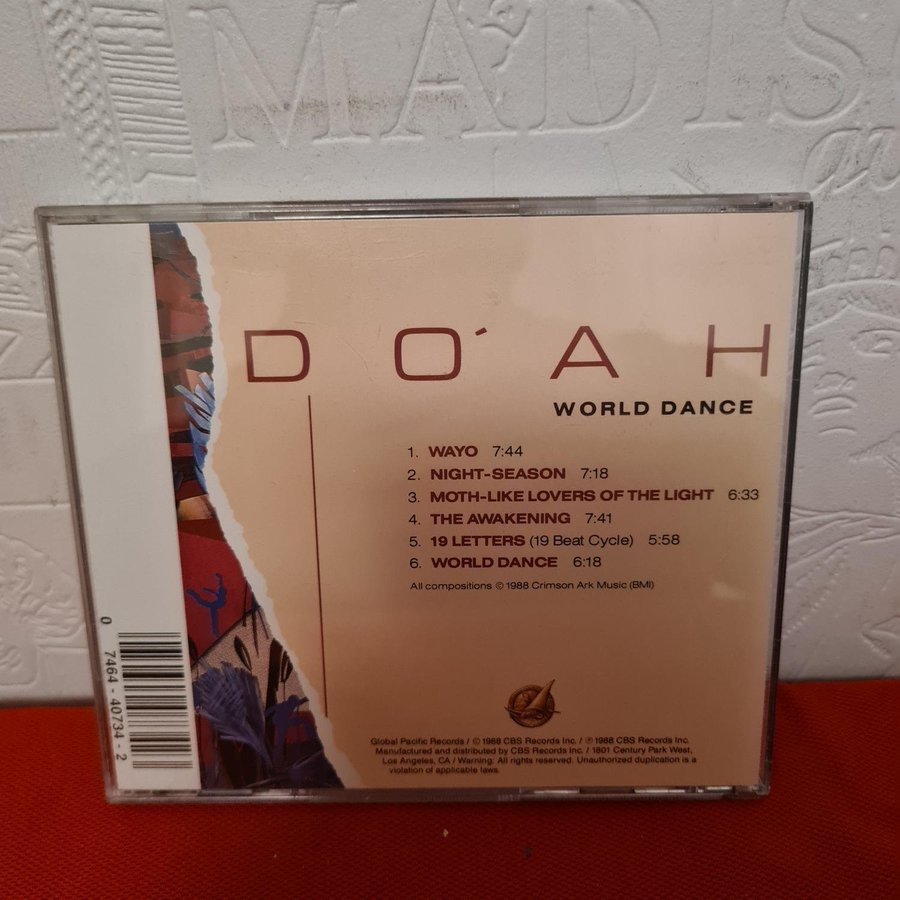 MADIS
DO´AH
WORLD DANCE
1. WAYO 7:44
2. NIGHT-SEASON 7:18
3. MOTH-LIKE LOVERS OF THE LIGHT 6:33
4. THE AWAKENING 7:41
5. 19 LETTERS (19 Beat Cycle) 5:58
6. WORLD DANCE 6:18
All compositions © 1988 Crimson Ark Music (BMI)
Global Pacific Records / © 1988 CBS Records Inc. / ℗ 1988 CBS Records Inc.
Manufactured and distributed by CBS Records Inc. / 1801 Century Park West,
Los Angeles, CA / Warning: All rights reserved. Unauthorized duplication is a
violation of applicable laws.
0 7464-40734-2